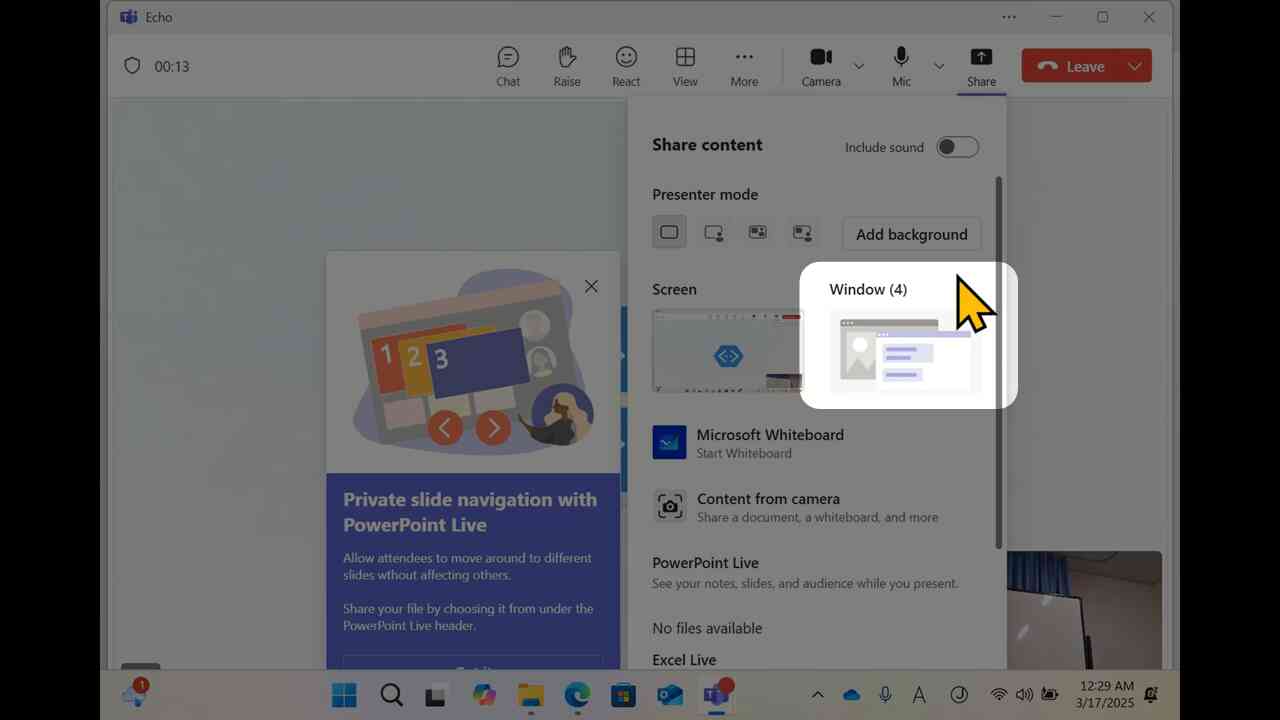 Echo
00:13
Chat
Raise
React
View
More
Camera
Mic
Share
Leave
Share content
Include sound
Presenter mode
Add background
Screen
Window (4)
1 2 3
Microsoft Whiteboard
Start Whiteboard
Content from camera
Share a document, a whiteboard, and more
PowerPoint Live
See your notes, slides, and audience while you present.
No files available
Excel Live
Private slide navigation with
PowerPoint Live
Allow attendees to move around to different
slides wthout affecting others.
Share your file by choosing it from under the
PowerPoint Live header.
1
12:29 AM
3/17/2025